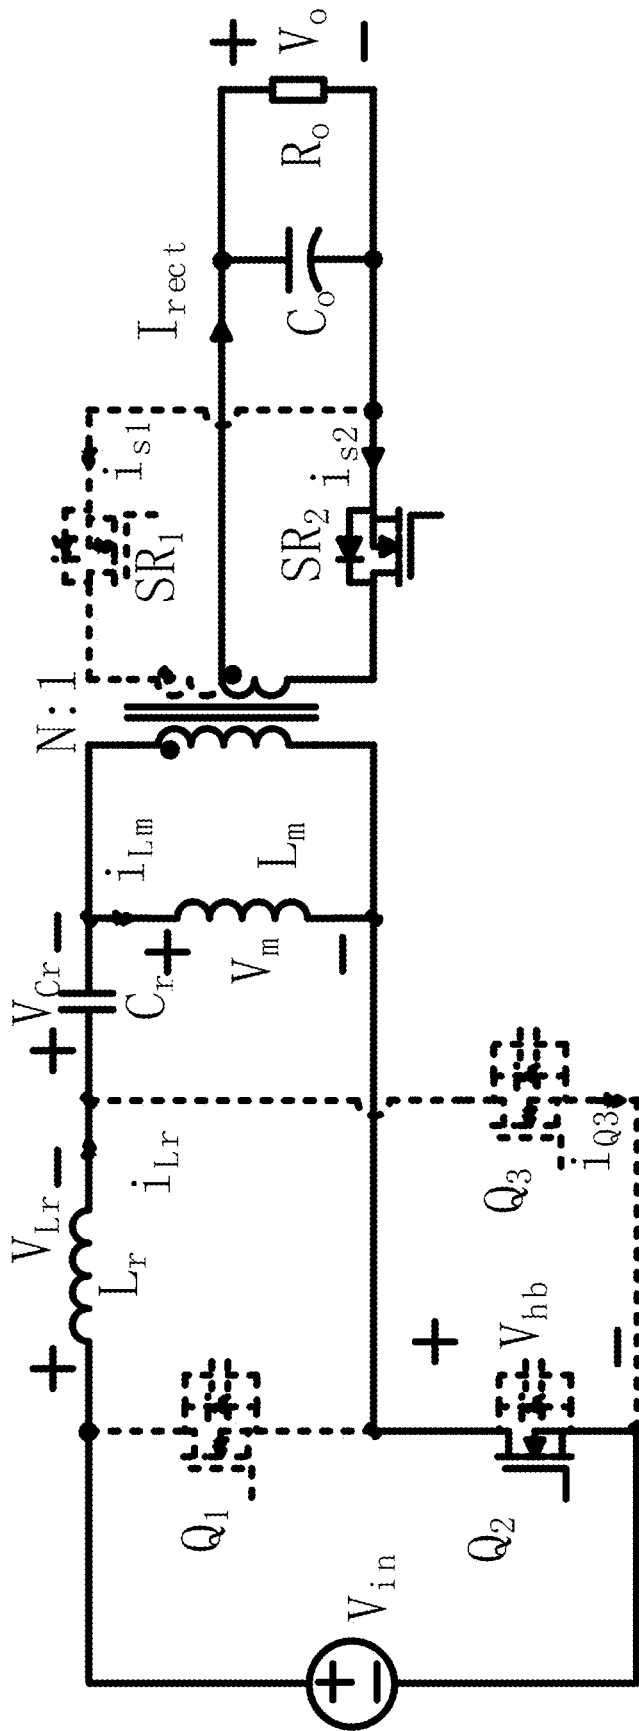 V_in
Q_1
Q_2
+
V_hb
−
+ V_Lr −
L_r
i_Lr
Q_3
i_Q3
+ V_Cr −
C_r
i_Lm
+
V_m
−
L_m
N:1
SR_1
i_s1
SR_2
i_s2
I_rect
C_o
R_o
+
V_o
−